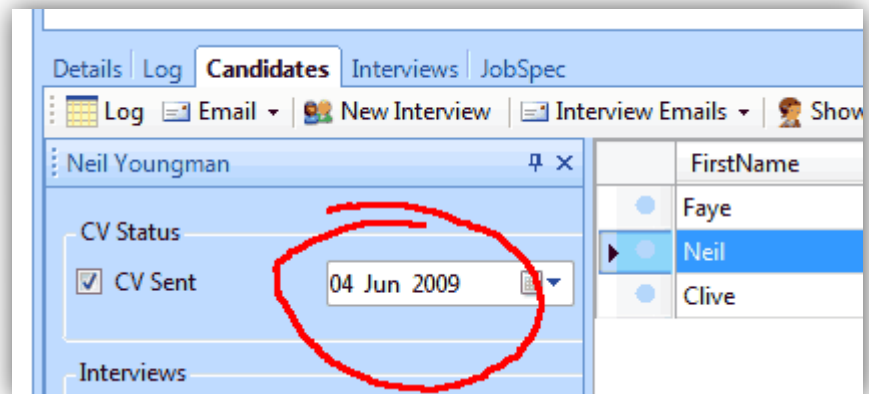 Details Log Candidates Interviews JobSpec
Log Email New Interview Interview Emails Show
Neil Youngman
FirstName
Faye
CV Status
Neil
CV Sent 04 Jun 2009
Clive
Interviews